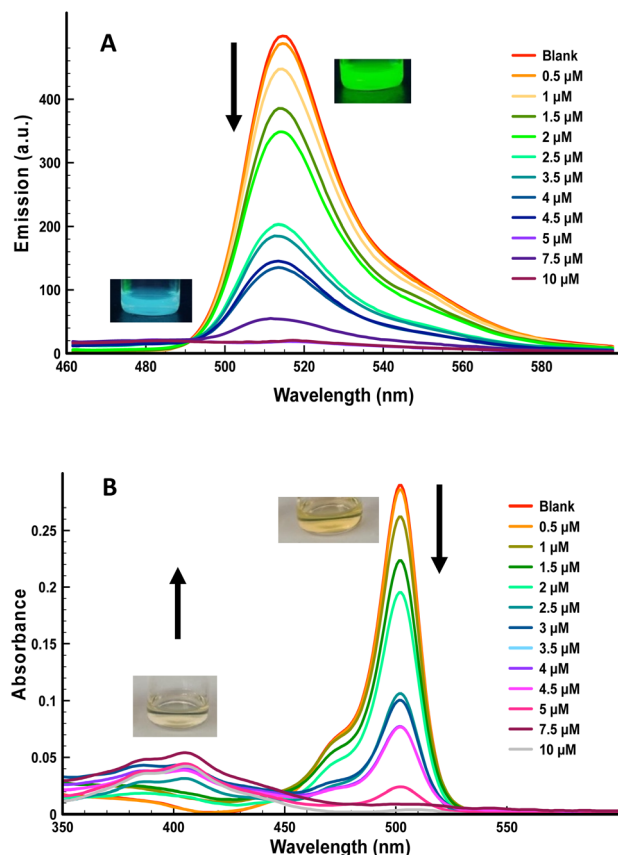 A
Emission (a.u.)
400
300
200
100
0
460
480
500
520
540
560
580
Wavelength (nm)
Blank
0.5 µM
1 µM
1.5 µM
2 µM
2.5 µM
3.5 µM
4 µM
4.5 µM
5 µM
7.5 µM
10 µM
B
Absorbance
0.25
0.2
0.15
0.1
0.05
0
350
400
450
500
550
Wavelength (nm)
Blank
0.5 µM
1 µM
1.5 µM
2 µM
2.5 µM
3 µM
3.5 µM
4 µM
4.5 µM
5 µM
7.5 µM
10 µM